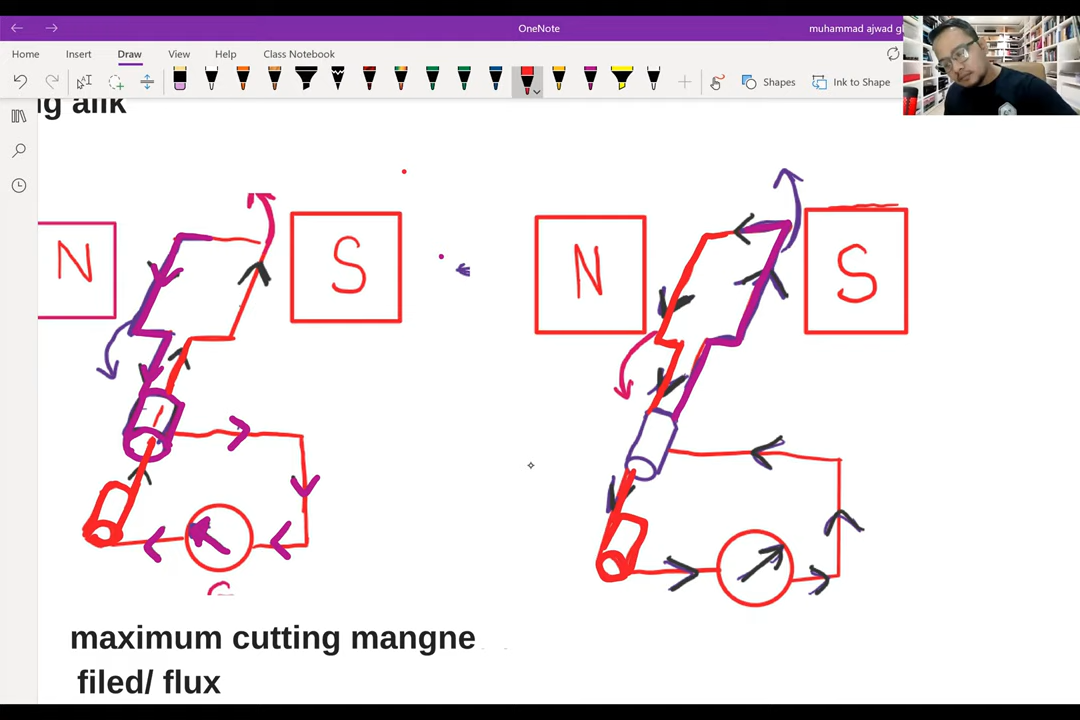 OneNote
muhammad ajwad g
Home Insert Draw View Help Class Notebook
Shapes Ink to Shape
ng alik
N S N S
maximum cutting mangne
filed/ flux